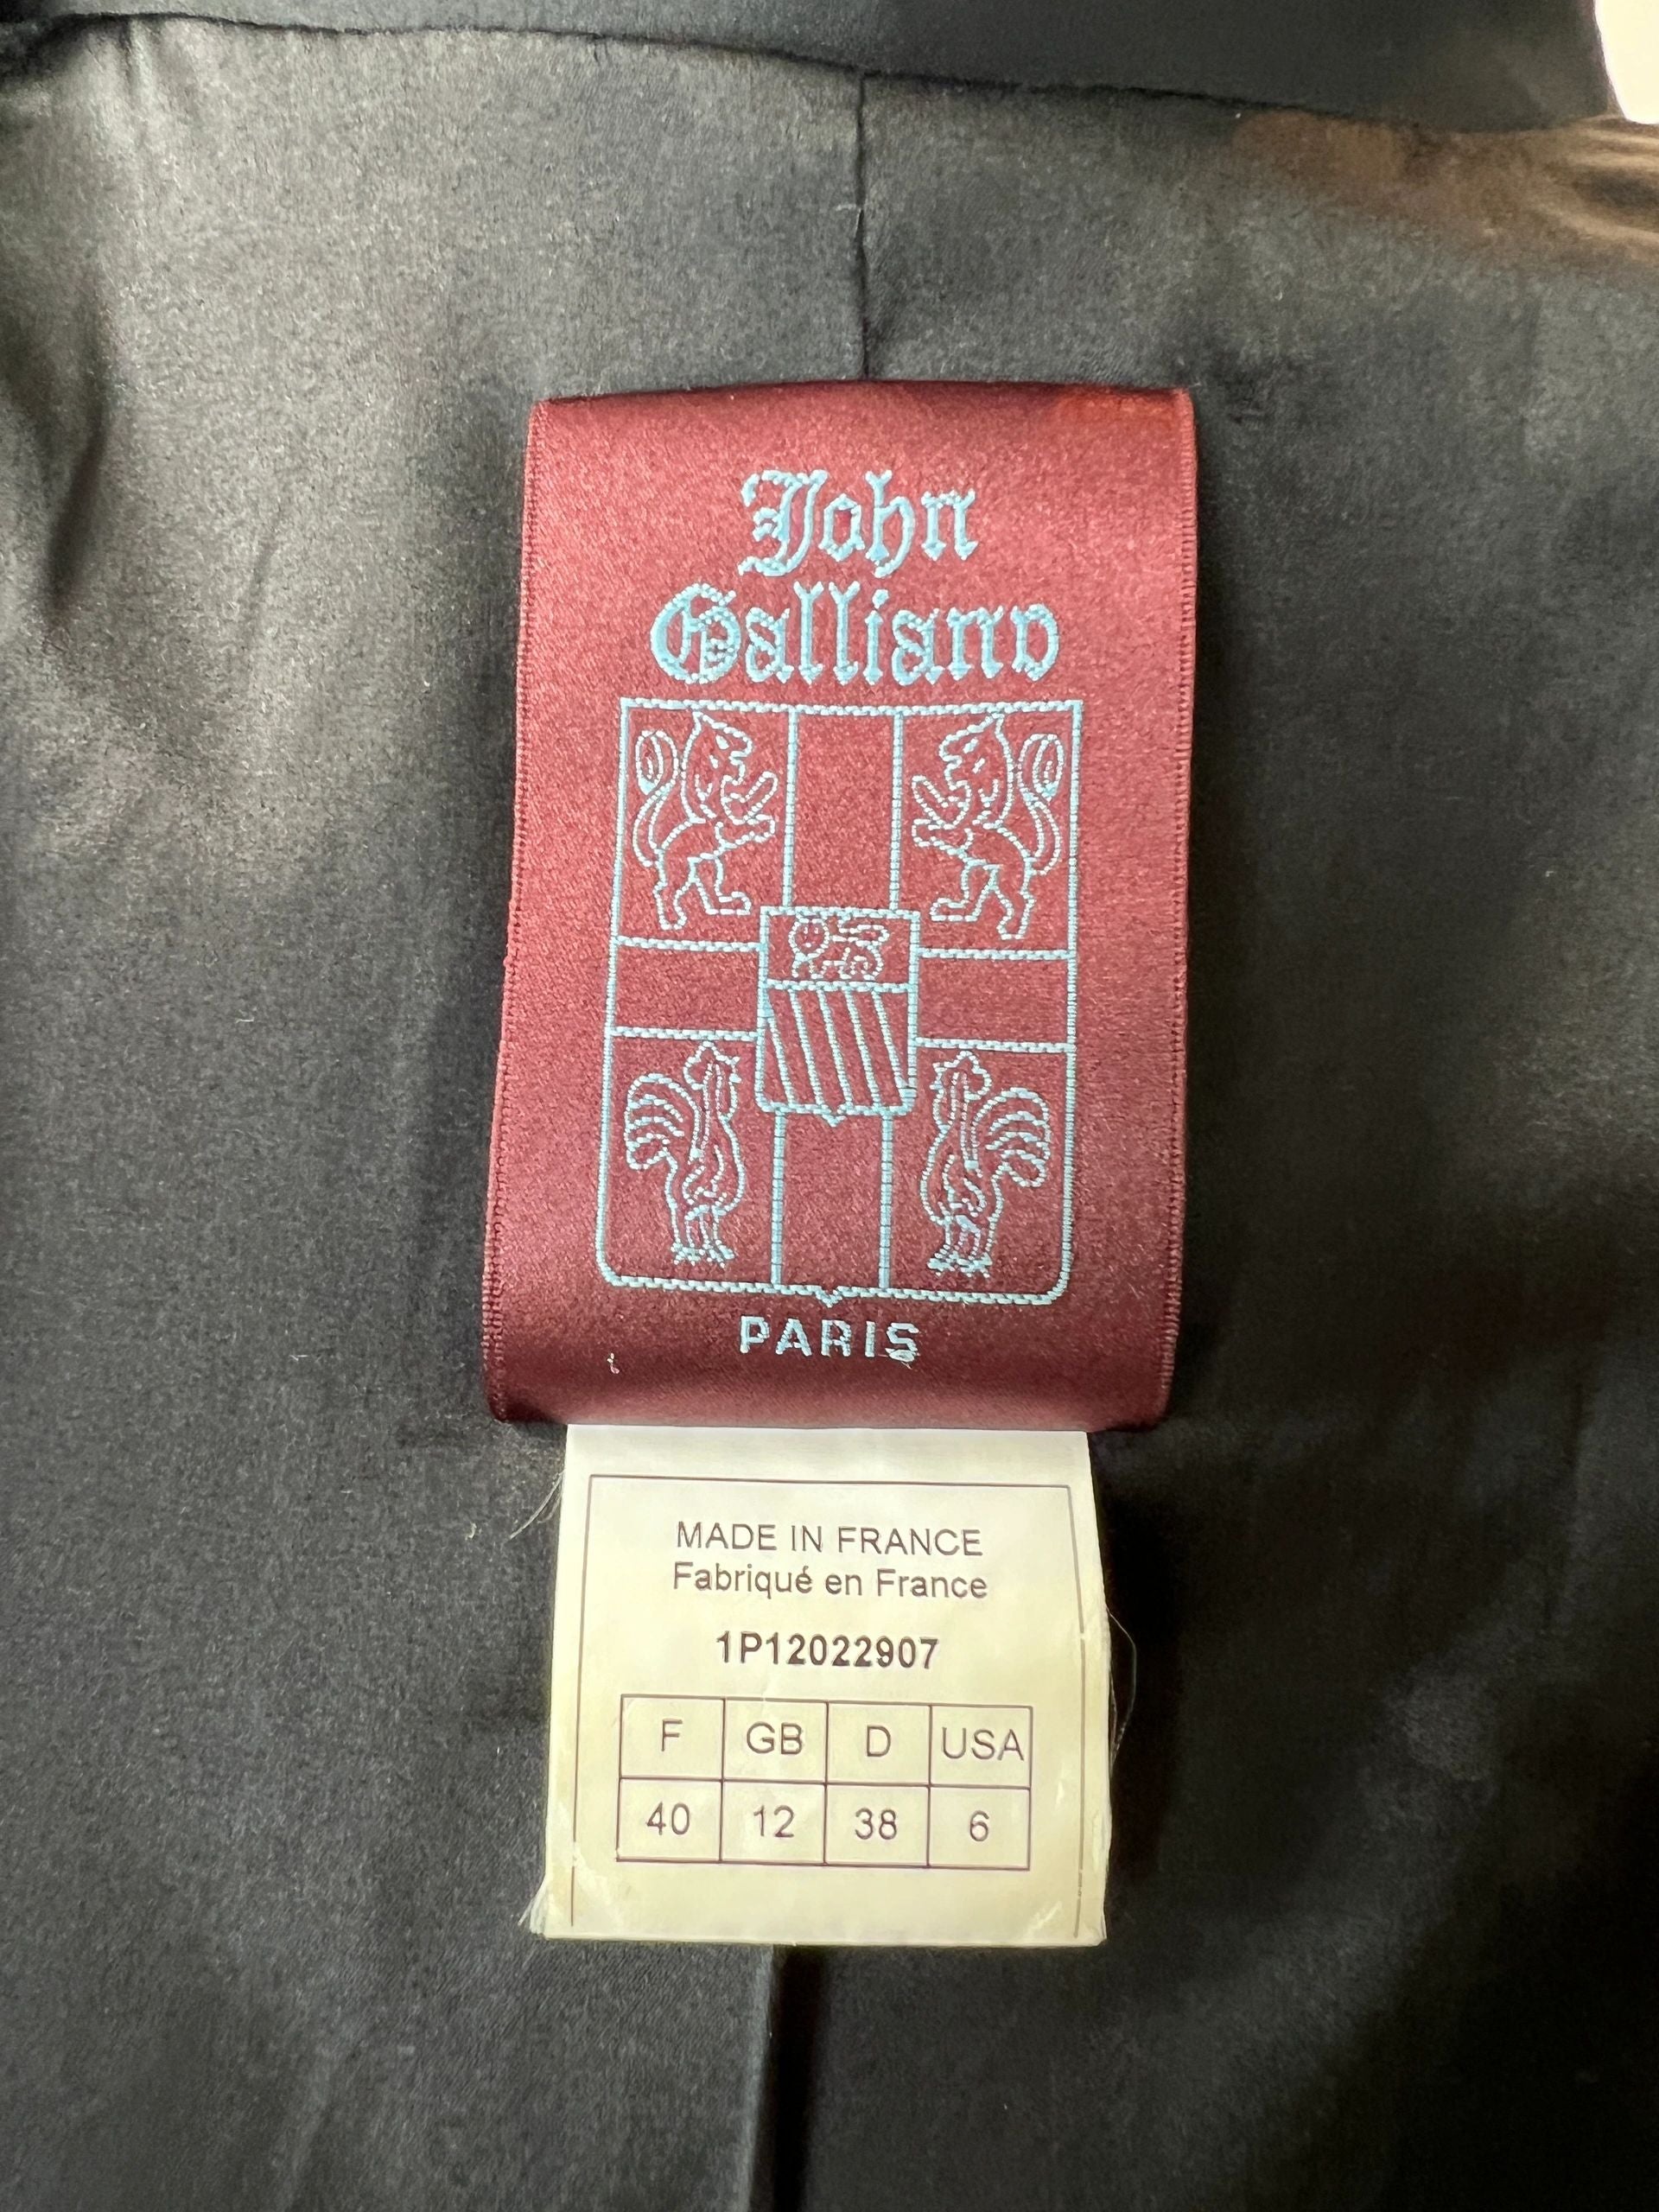 John
Galliano
PARIS
MADE IN FRANCE
Fabriqué en France
1P12022907
F GB D USA
40 12 38 6